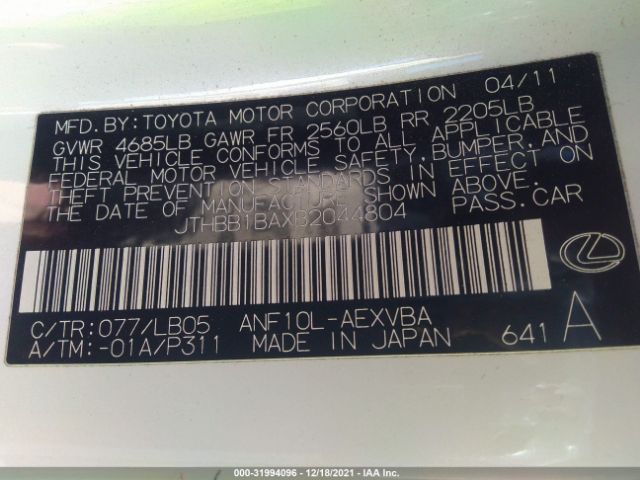 MFD.BY:TOYOTA MOTOR CORPORATION 04/11
GVWR 4685LB GAWR FR 2560LB RR 2205LB
THIS VEHICLE CONFORMS TO ALL APPLICABLE
FEDERAL MOTOR VEHICLE SAFETY,BUMPER,AND
THEFT PREVENTION STANDARDS IN EFFECT ON
THE DATE OF MANUFACTURE SHOWN ABOVE.
JTHBB1BAXB2044804 PASS.CAR
C/TR:077/LB05 ANF10L-AEXVBA
A/TM:-01A/P311 MADE IN JAPAN 641 A
000-31994096 - 12/18/2021 - IAA Inc.